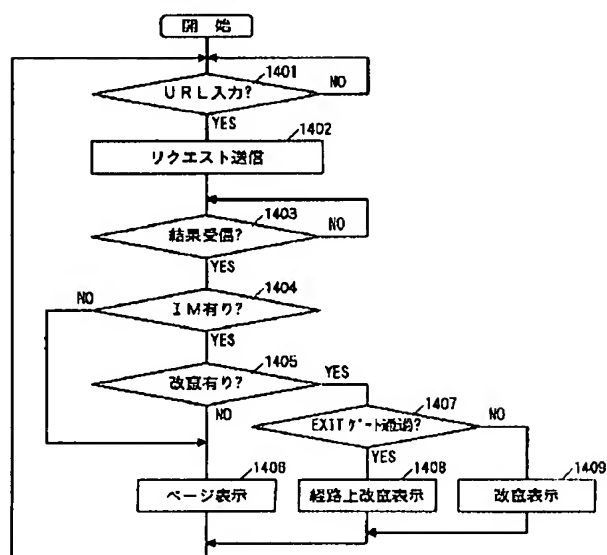 開始
1401
URL入力?
NO
YES
1402
リクエスト送信
1403
結果受信?
NO
YES
1404
NO
IM有り?
YES
1405
改竄有り?
YES
NO
1407
EXITゲート通過?
NO
YES
1406
ページ表示
1408
経路上改竄表示
1409
改竄表示